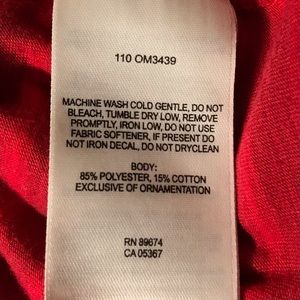 110 OM3439
MACHINE WASH COLD GENTLE, DO NOT
BLEACH, TUMBLE DRY LOW, REMOVE
PROMPTLY, IRON LOW, DO NOT USE
FABRIC SOFTENER, IF PRESENT DO
NOT IRON DECAL, DO NOT DRYCLEAN
BODY:
85% POLYESTER, 15% COTTON
EXCLUSIVE OF ORNAMENTATION
RN 89674
CA 05367